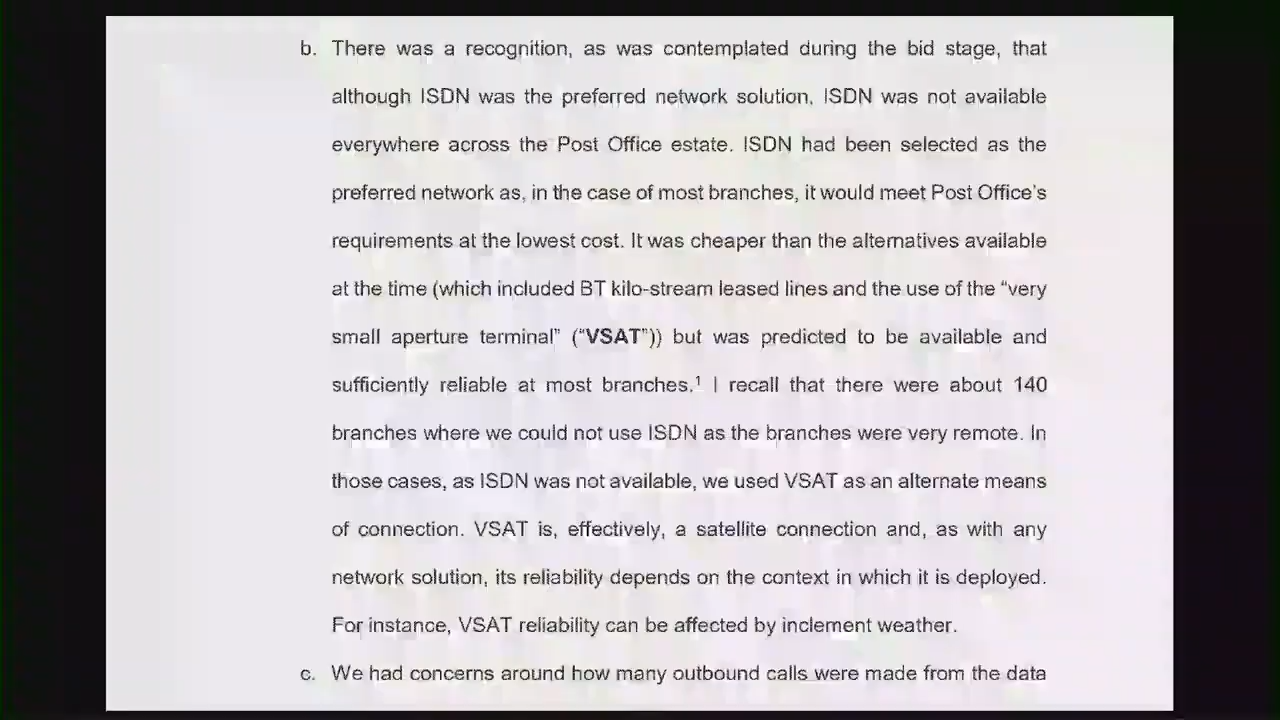 b. There was a recognition, as was contemplated during the bid stage, that
although ISDN was the preferred network solution, ISDN was not available
everywhere across the Post Office estate. ISDN had been selected as the
preferred network as, in the case of most branches, it would meet Post Office's
requirements at the lowest cost. It was cheaper than the alternatives available
at the time (which included BT kilo-stream leased lines and the use of the “very
small aperture terminal” (“VSAT”)) but was predicted to be available and
sufficiently reliable at most branches.¹ I recall that there were about 140
branches where we could not use ISDN as the branches were very remote. In
those cases, as ISDN was not available, we used VSAT as an alternate means
of connection. VSAT is, effectively, a satellite connection and, as with any
network solution, its reliability depends on the context in which it is deployed.
For instance, VSAT reliability can be affected by inclement weather.
c. We had concerns around how many outbound calls were made from the data